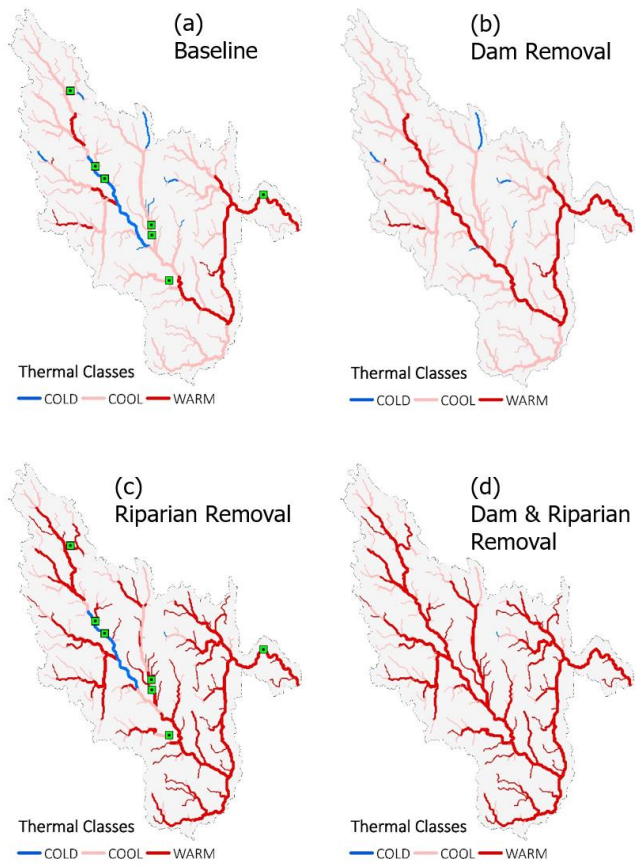 (a)
Baseline
(b)
Dam Removal
Thermal Classes
COLD COOL WARM
Thermal Classes
COLD COOL WARM
(c)
Riparian Removal
(d)
Dam & Riparian
Removal
Thermal Classes
COLD COOL WARM
Thermal Classes
COLD COOL WARM